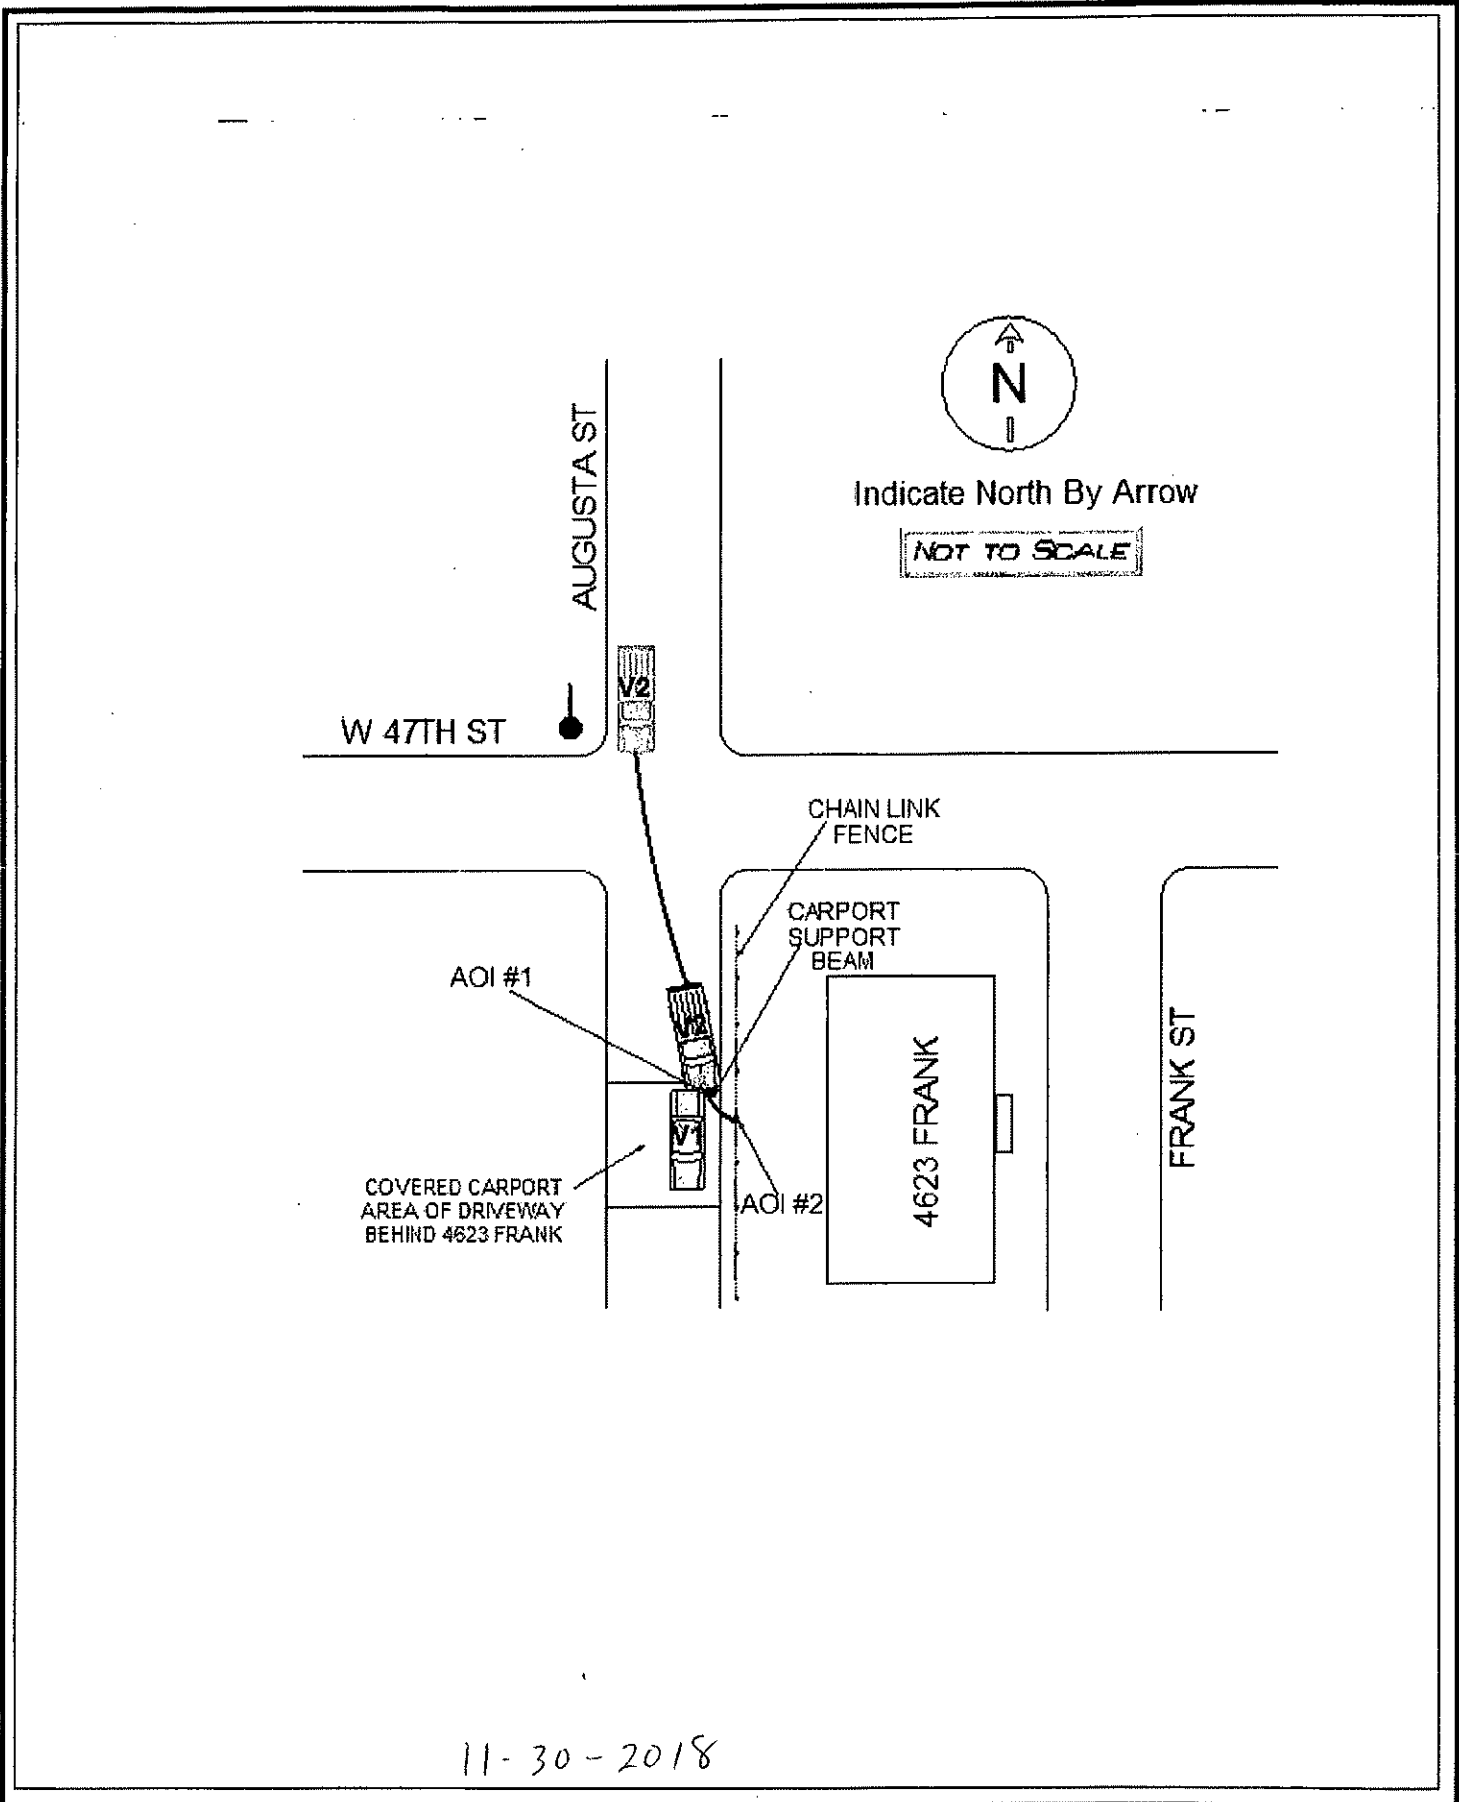 N
Indicate North By Arrow
NOT TO SCALE
AUGUSTA ST
V2
W 47TH ST
CHAIN LINK
FENCE
CARPORT
SUPPORT
BEAM
AOI #1
V2
V1
4623 FRANK
FRANK ST
COVERED CARPORT
AREA OF DRIVEWAY
BEHIND 4623 FRANK
AOI #2
11-30-2018